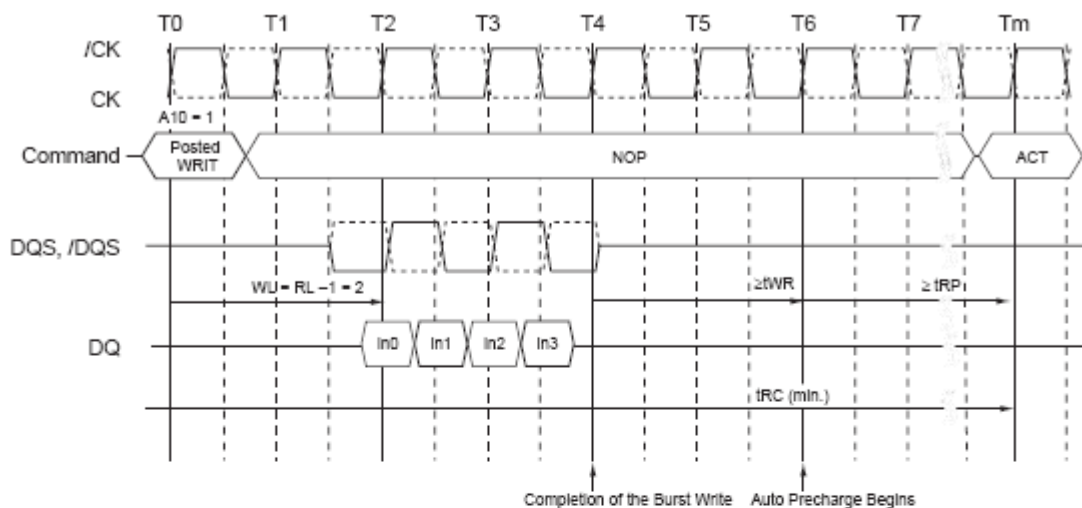 T0 T1 T2 T3 T4 T5 T6 T7 Tm
/CK
CK
A10 = 1
Command
Posted
WRIT
NOP
ACT
DQS, /DQS
WL = RL –1 = 2
≥tWR
≥ tRP
DQ
In0 In1 In2 In3
tRC (min.)
Completion of the Burst Write
Auto Precharge Begins